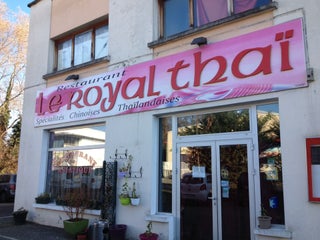 Restaurant
le Royal thaï
Spécialités Chinoises Thaïlandaises